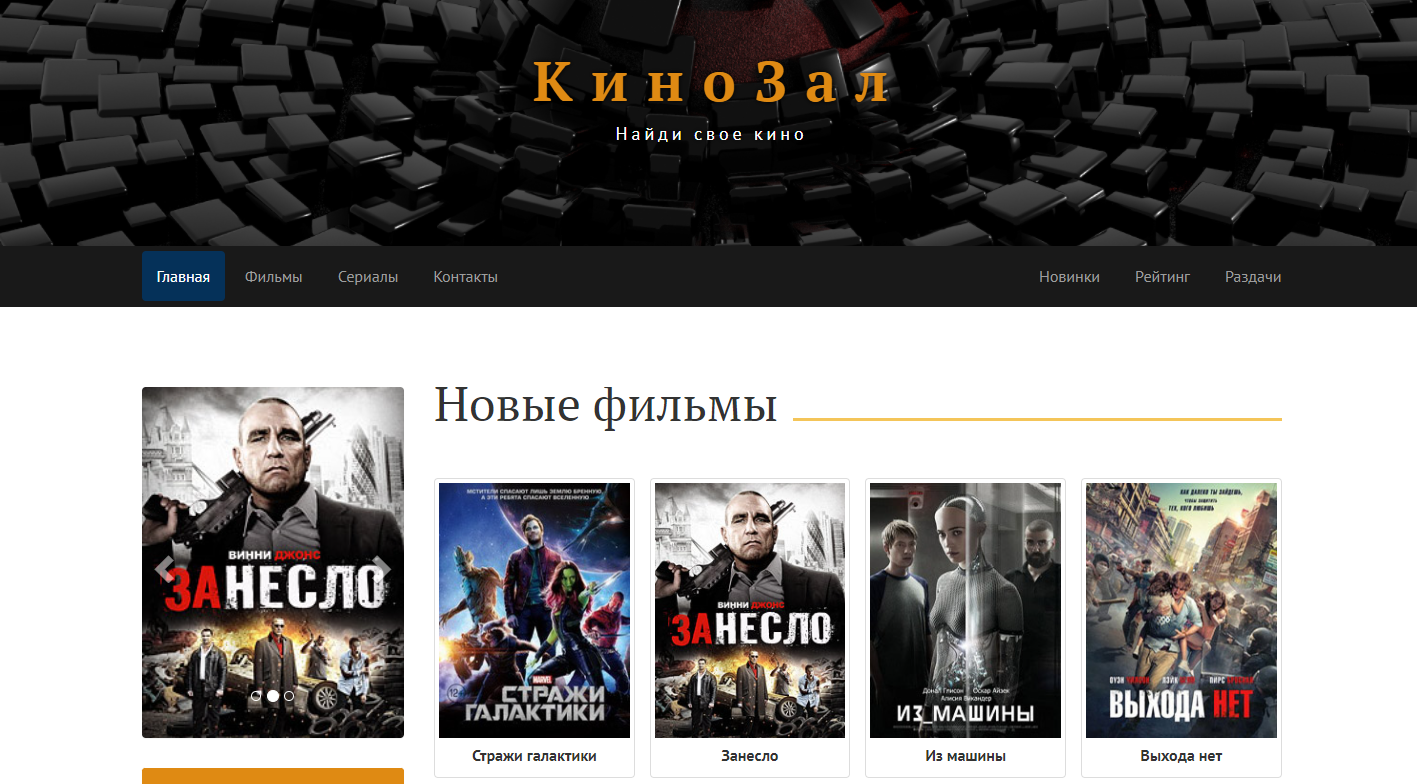 КиноЗал
Найди свое кино
Главная
Фильмы
Сериалы
Контакты
Новинки
Рейтинг
Раздачи
ВИННИ ДЖОНС
ЗАНЕСЛО
Новые фильмы
МСТИТЕЛИ СПАСАЮТ ЛИШЬ ЗЕМЛЮ БРЕННУЮ,
А ЭТИ РЕБЯТА СПАСАЮТ ВСЕЛЕННУЮ
12+
MARVEL
СТРАЖИ
ГАЛАКТИКИ
Стражи галактики
ВИННИ ДЖОНС
ЗАНЕСЛО
Занесло
Донал Глисон Оскар Айзек
Алисия Викандер
ИЗ_МАШИНЫ
Из машины
КАК ДАЛЕКО ТЫ ЗАЙДЕШЬ,
ЧТОБЫ ЗАЩИТИТЬ
ТЕХ, КОГО ЛЮБИШЬ
ОУЭН УИЛСОН ЛЭЙК БЕЛЛ ПИРС БРОСНАН
ВЫХОДА НЕТ
Выхода нет